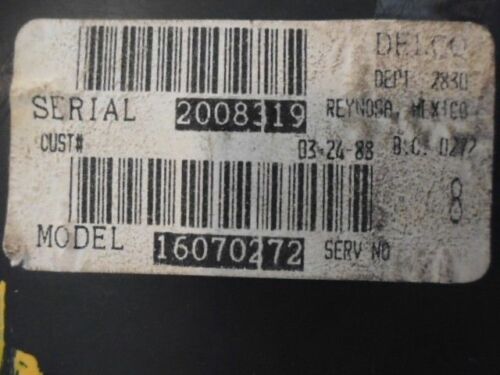 DELCO
DEPT 2830
SERIAL 2008319 REYNOSA, MEXICO
CUST# 03-24-88 B.C. 0272
8
MODEL 16070272 SERV NO